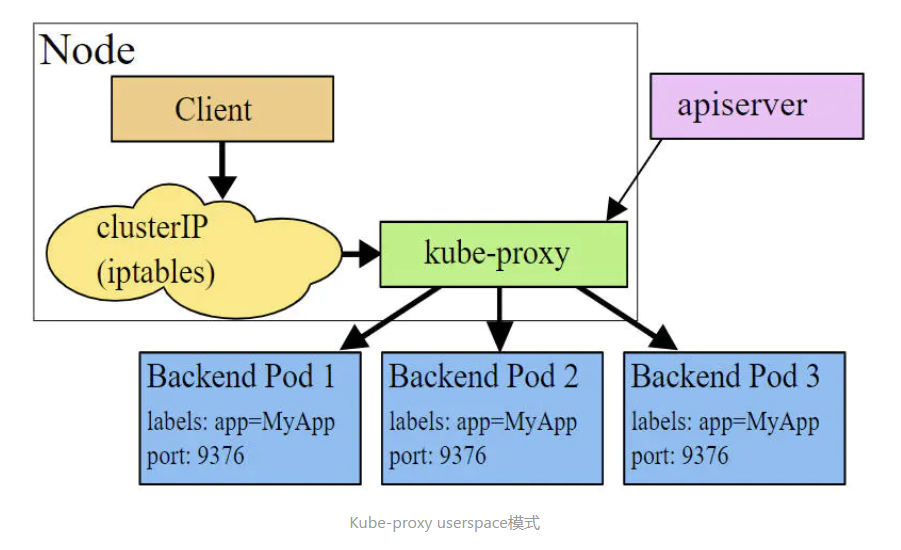 Node
Client
apiserver
clusterIP
(iptables)
kube-proxy
Backend Pod 1
labels: app=MyApp
port: 9376
Backend Pod 2
labels: app=MyApp
port: 9376
Backend Pod 3
labels: app=MyApp
port: 9376
Kube-proxy userspace模式